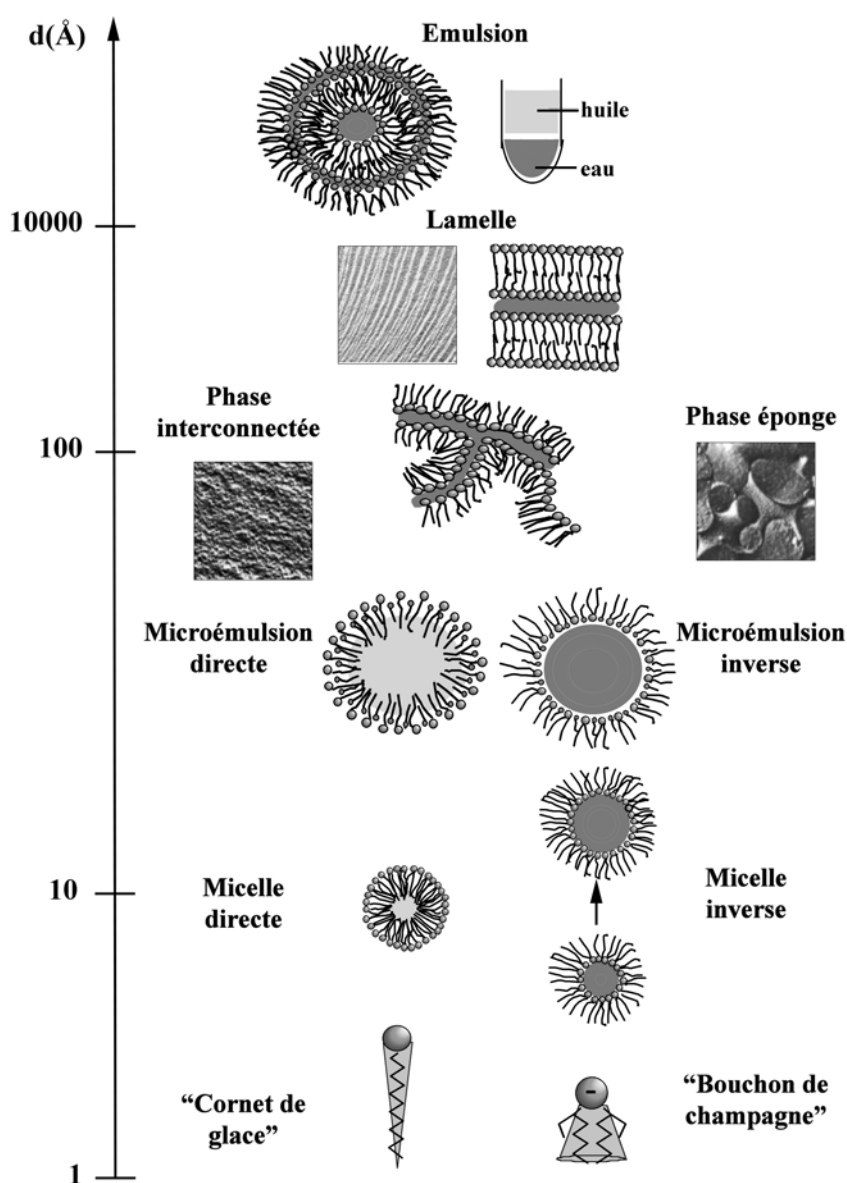 d(Å)
Emulsion
huile
eau
10000
Lamelle
Phase
interconnectée
Phase éponge
100
Microémulsion
directe
Microémulsion
inverse
10
Micelle
directe
Micelle
inverse
“Cornet de
glace”
-
“Bouchon de
champagne”
1